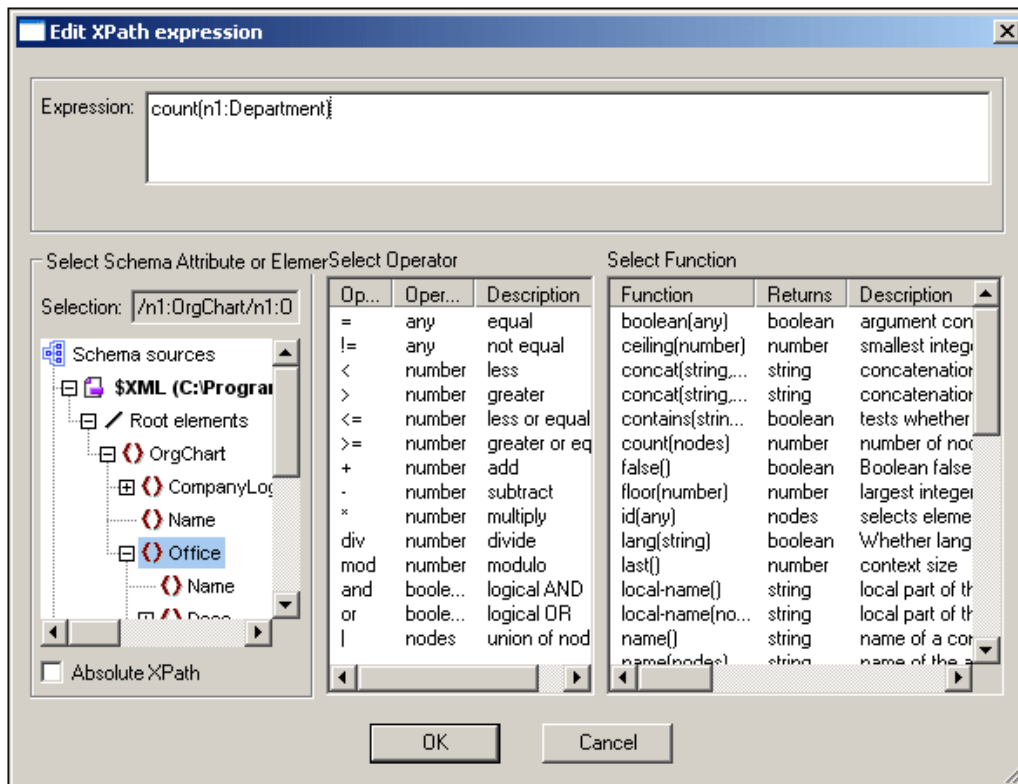 Edit XPath expression
Expression: count(n1:Department)
Select Schema Attribute or Elemer
Selection: /n1:OrgChart/n1:O
Schema sources
$XML (C:\Prograr
Root elements
OrgChart
CompanyLog
Name
Office
Name
Absolute XPath
Select Operator
Op... Oper... Description
= any equal
!= any not equal
< number less
> number greater
<= number less or equal
>= number greater or eq
+ number add
- number subtract
* number multiply
div number divide
mod number modulo
and boole... logical AND
or boole... logical OR
| nodes union of nod
Select Function
Function Returns Description
boolean(any) boolean argument con
ceiling(number) number smallest integ
concat(string,... string concatenation
concat(string,... string concatenation
contains(strin... boolean tests whether
count(nodes) number number of noc
false() boolean Boolean false
floor(number) number largest integer
id(any) nodes selects eleme
lang(string) boolean Whether lang
last() number context size
local-name() string local part of th
local-name(no... string local part of th
name() string name of a cor
name(nodes) string name of the a
OK Cancel